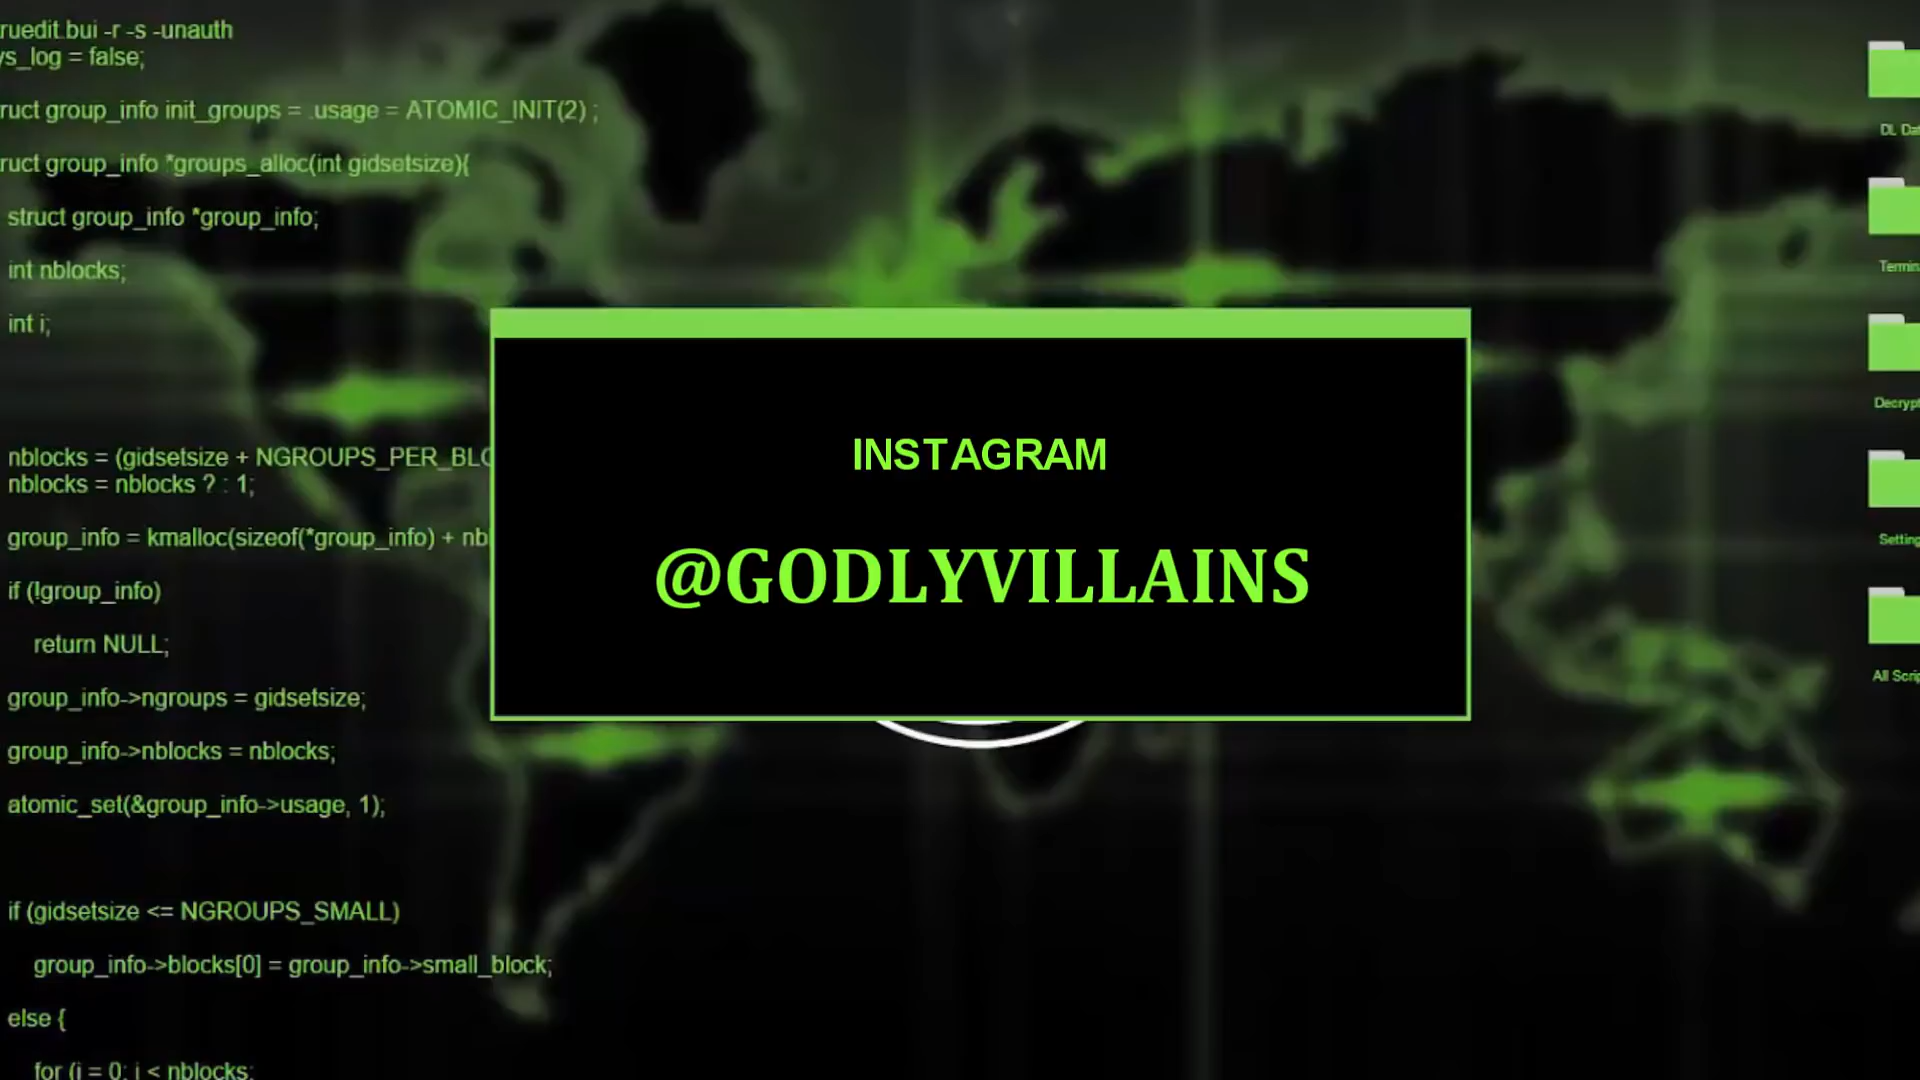 ruedit.bui -r -s -unauth
ys_log = false;
ruct group_info init_groups = .usage = ATOMIC_INIT(2) ;
ruct group_info *groups_alloc(int gidsetsize){
struct group_info *group_info;
int nblocks;
int i;
nblocks = (gidsetsize + NGROUPS_PER_BLO
nblocks = nblocks ? : 1;
group_info = kmalloc(sizeof(*group_info) + nb
if (!group_info)
return NULL;
group_info->ngroups = gidsetsize;
group_info->nblocks = nblocks;
atomic_set(&group_info->usage, 1);
if (gidsetsize <= NGROUPS_SMALL)
group_info->blocks[0] = group_info->small_block;
else {
for (i = 0; i < nblocks;
INSTAGRAM
@GODLYVILLAINS
DL Dat
Termin
Decrypt
Setting
All Scrip